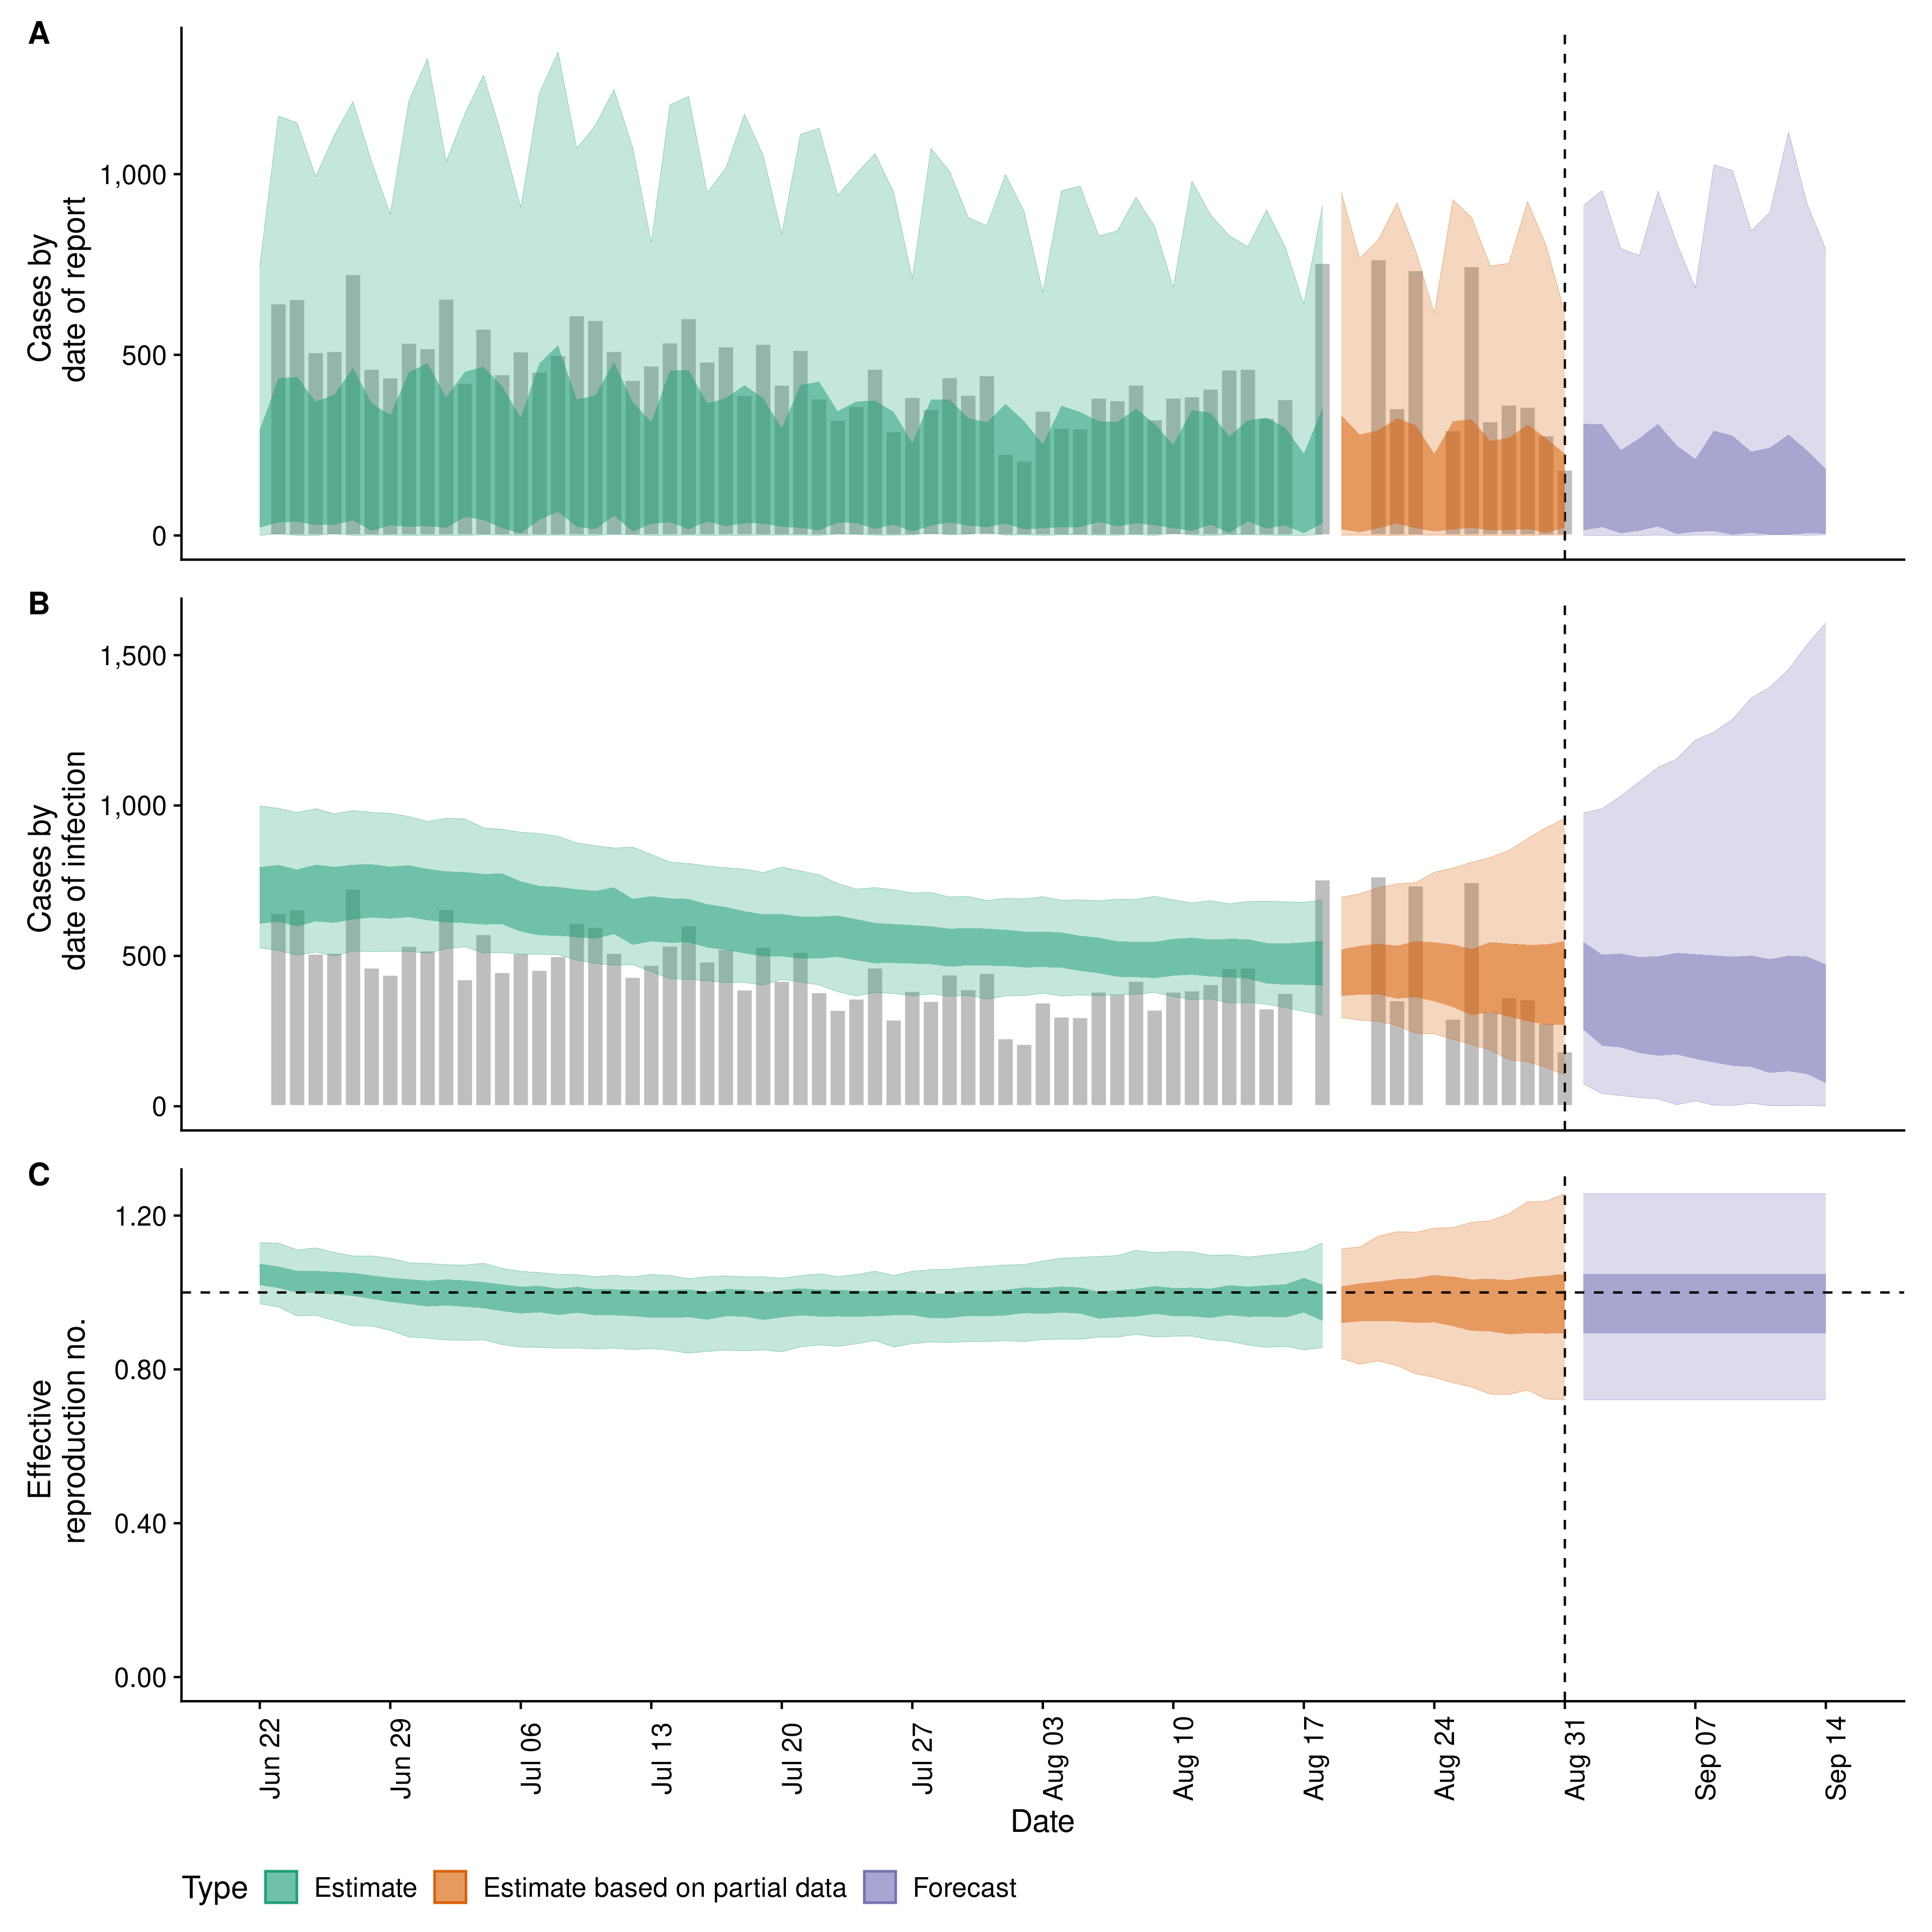 A
Cases by
date of report
1,000
500
0
B
Cases by
date of infection
1,500
1,000
500
0
C
Effective
reproduction no.
1.20
0.80
0.40
0.00
Jun 22
Jun 29
Jul 06
Jul 13
Jul 20
Jul 27
Aug 03
Aug 10
Aug 17
Aug 24
Aug 31
Sep 07
Sep 14
Date
Type Estimate Estimate based on partial data Forecast